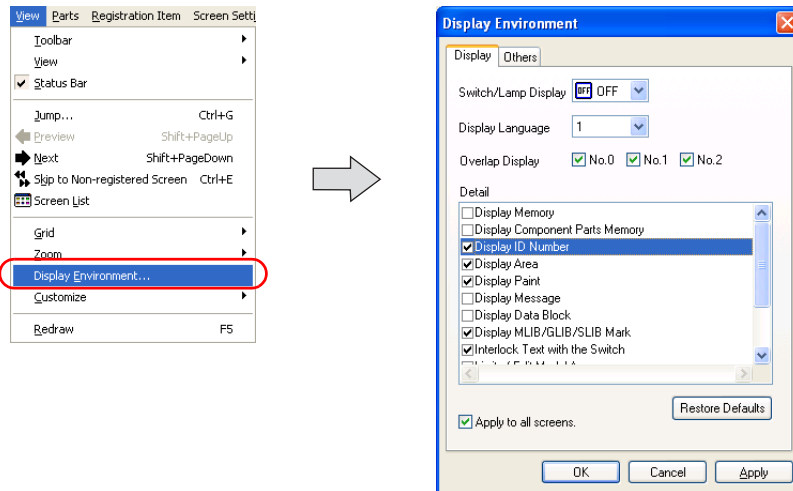 View Parts Registration Item Screen Setti
Toolbar
View
Status Bar
Jump... Ctrl+G
Preview Shift+PageUp
Next Shift+PageDown
Skip to Non-registered Screen Ctrl+E
Screen List
Grid
Zoom
Display Environment...
Customize
Redraw F5
Display Environment
Display Others
Switch/Lamp Display OFF OFF
Display Language 1
Overlap Display No.0 No.1 No.2
Detail
Display Memory
Display Component Parts Memory
Display ID Number
Display Area
Display Paint
Display Message
Display Data Block
Display MLIB/GLIB/SLIB Mark
Interlock Text with the Switch
Restore Defaults
Apply to all screens.
OK Cancel Apply